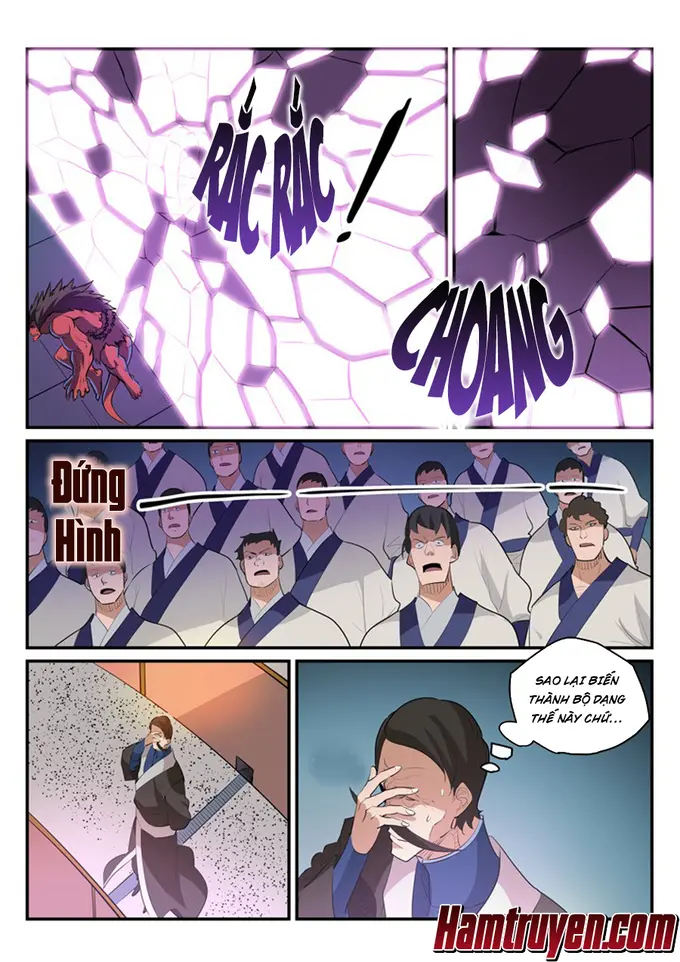 RẮC RẮC!
CHOANG
ĐỨNG
HÌNH
SAO LẠI BIẾN
THÀNH BỘ DẠNG
THẾ NÀY CHỨ...
Hamtruyen.com